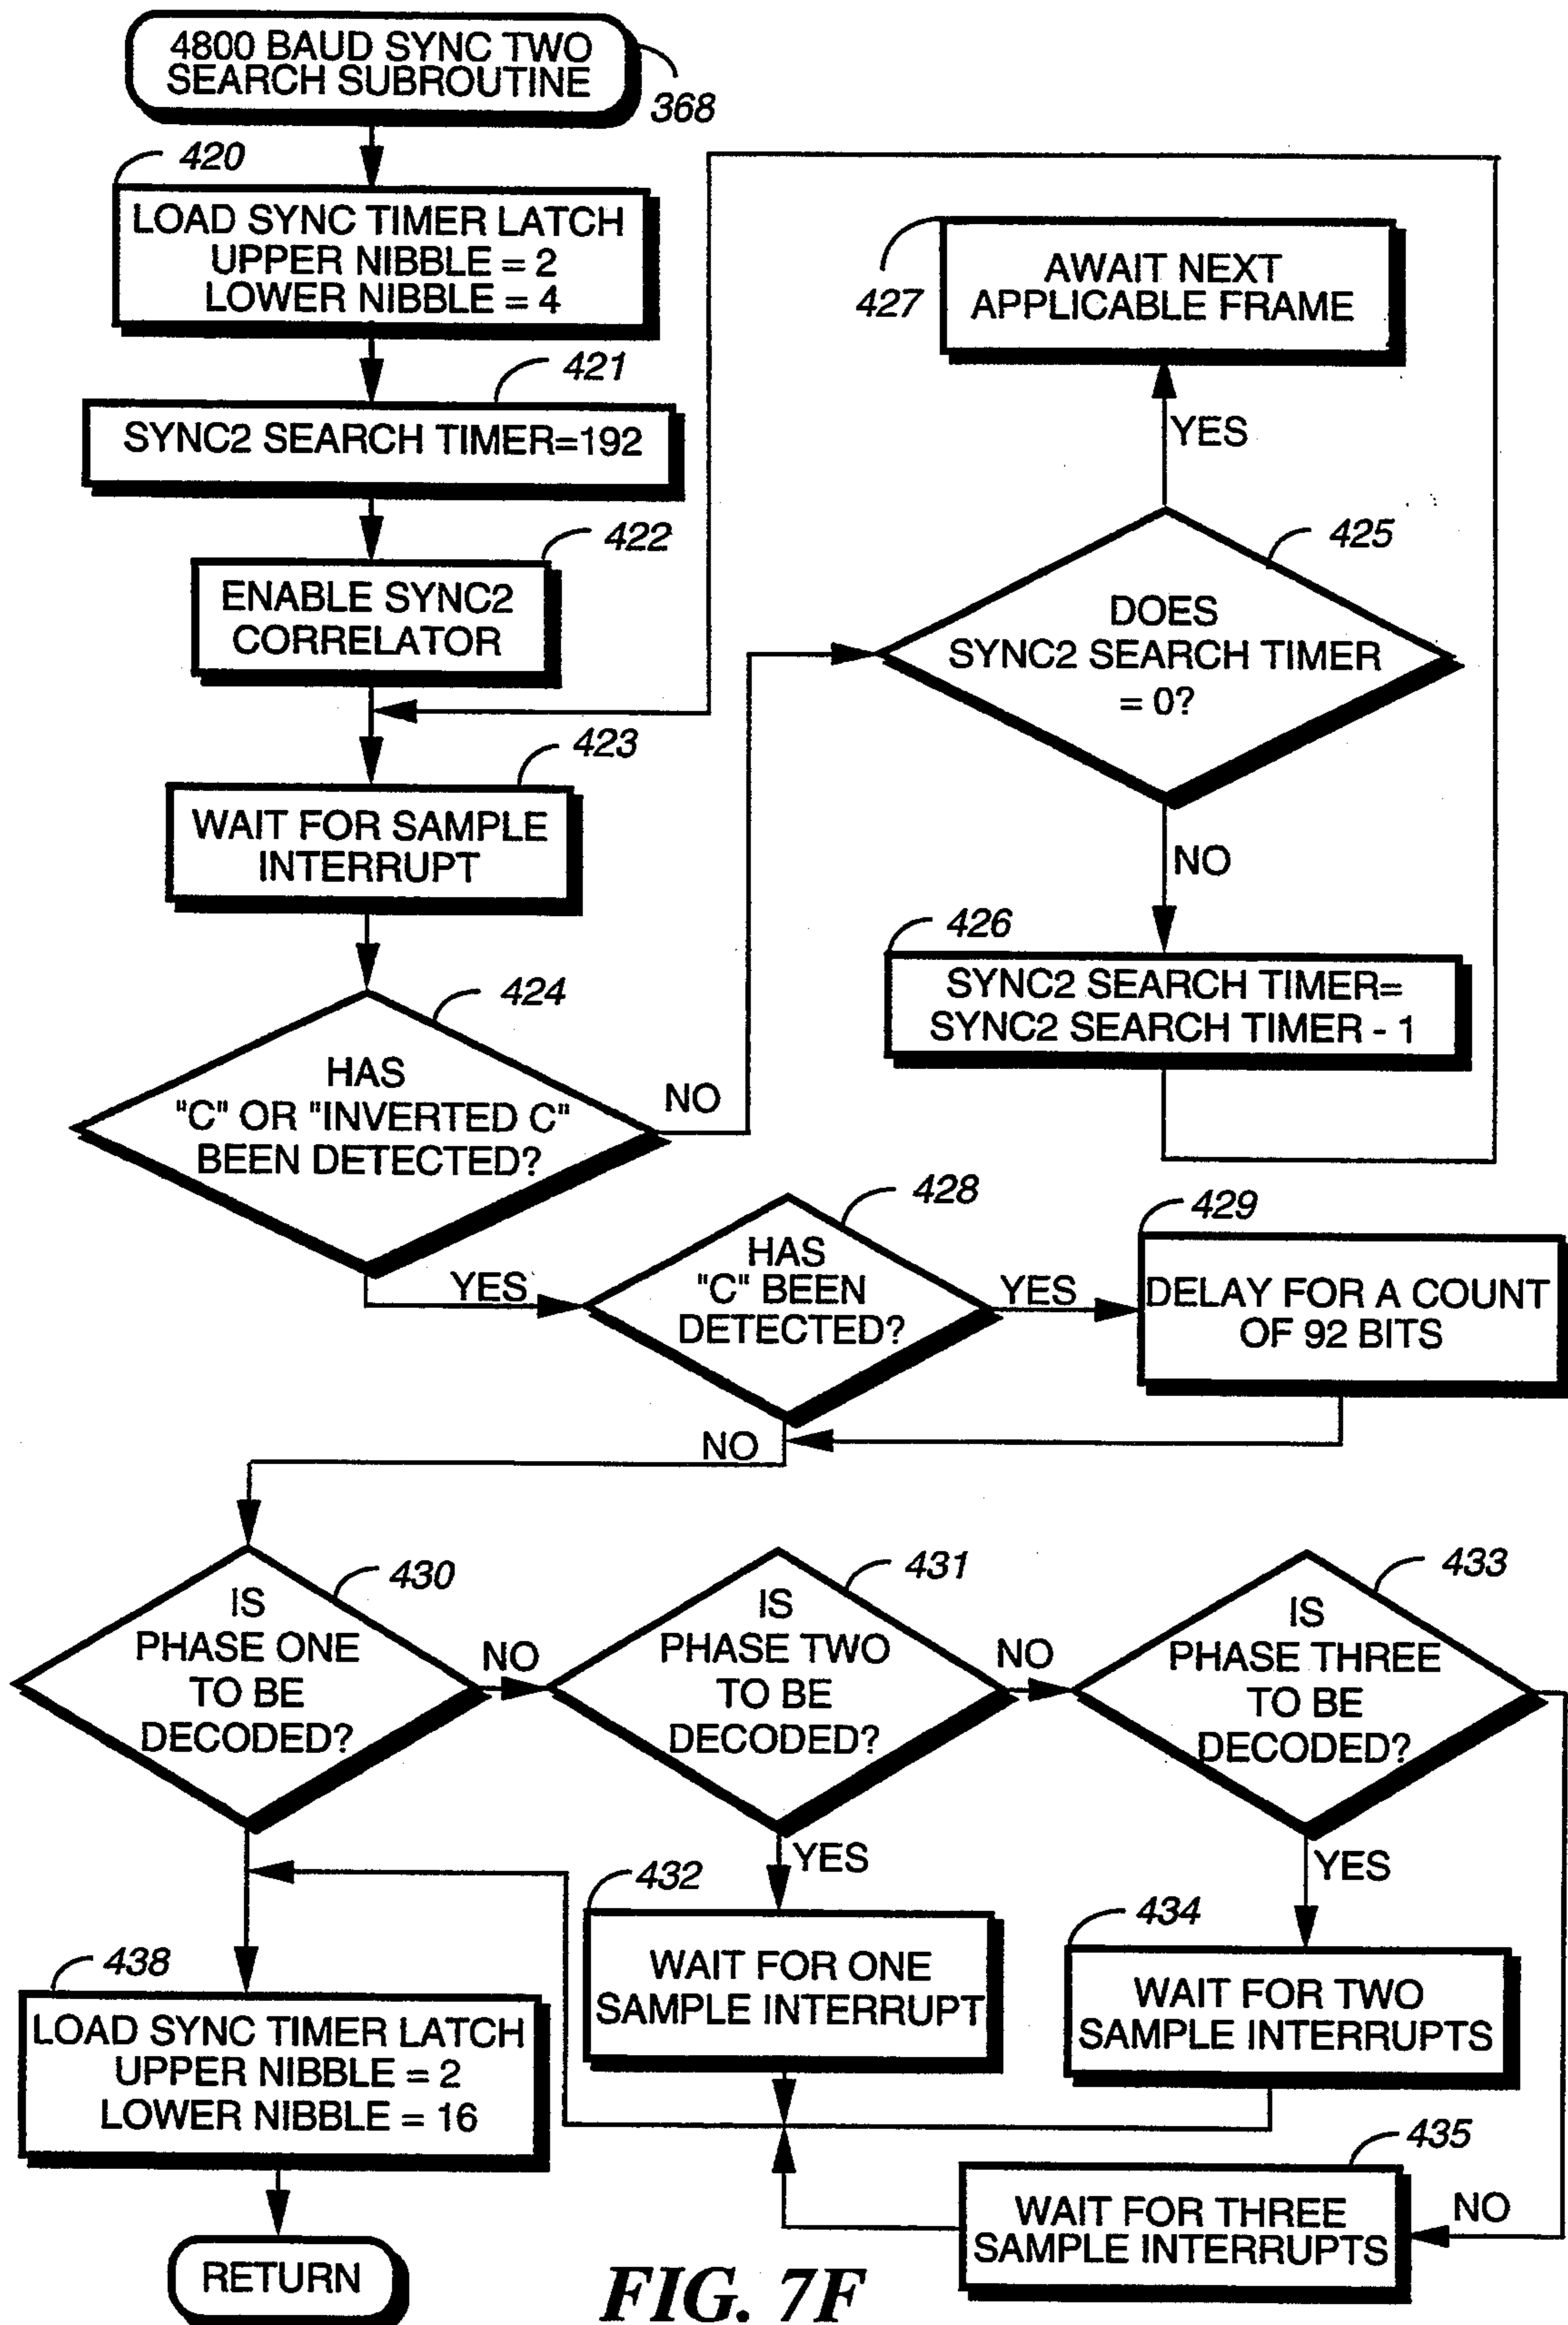 4800 BAUD SYNC TWO
SEARCH SUBROUTINE
368
420
LOAD SYNC TIMER LATCH
UPPER NIBBLE = 2
LOWER NIBBLE = 4
421
SYNC2 SEARCH TIMER=192
422
ENABLE SYNC2
CORRELATOR
423
WAIT FOR SAMPLE
INTERRUPT
424
HAS
"C" OR "INVERTED C"
BEEN DETECTED?
NO
YES
427
AWAIT NEXT
APPLICABLE FRAME
YES
425
DOES
SYNC2 SEARCH TIMER
= 0?
NO
426
SYNC2 SEARCH TIMER=
SYNC2 SEARCH TIMER - 1
428
HAS
"C" BEEN
DETECTED?
YES
NO
429
DELAY FOR A COUNT
OF 92 BITS
430
IS
PHASE ONE
TO BE
DECODED?
NO
431
IS
PHASE TWO
TO BE
DECODED?
NO
YES
433
IS
PHASE THREE
TO BE
DECODED?
YES
NO
432
WAIT FOR ONE
SAMPLE INTERRUPT
434
WAIT FOR TWO
SAMPLE INTERRUPTS
435
WAIT FOR THREE
SAMPLE INTERRUPTS
438
LOAD SYNC TIMER LATCH
UPPER NIBBLE = 2
LOWER NIBBLE = 16
RETURN
FIG. 7F